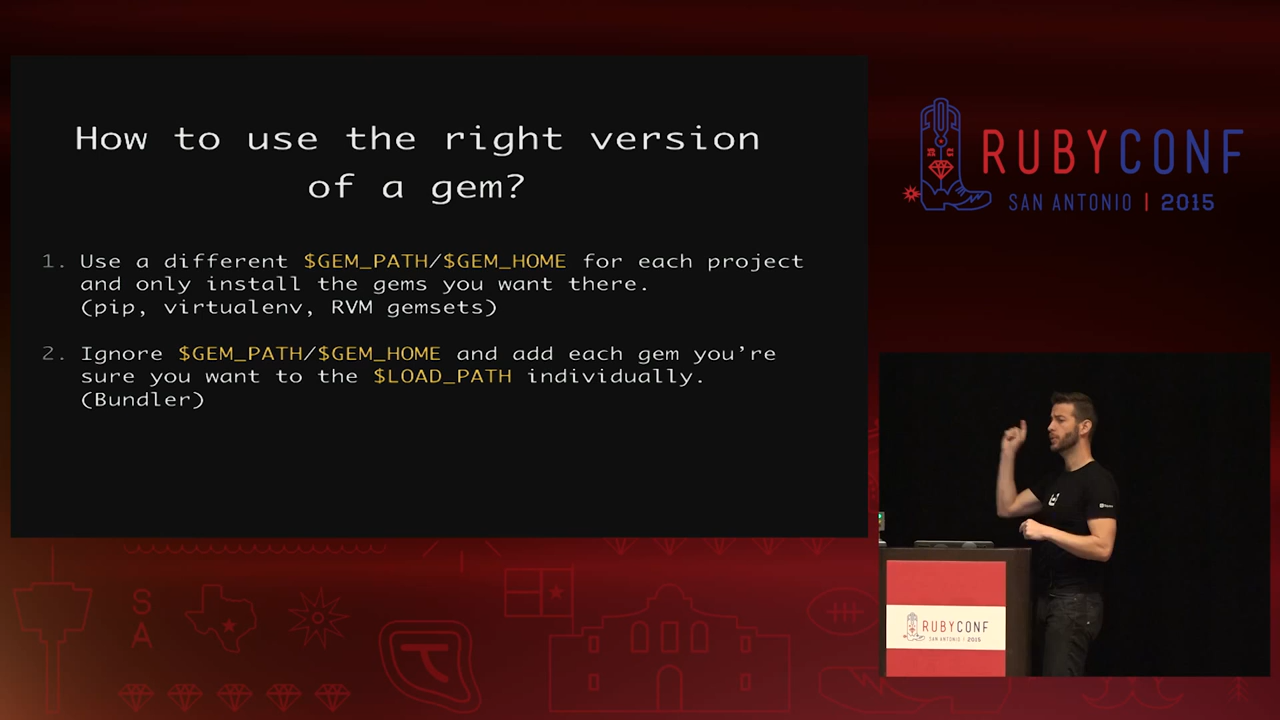 How to use the right version
of a gem?
1. Use a different $GEM_PATH/$GEM_HOME for each project
and only install the gems you want there.
(pip, virtualenv, RVM gemsets)
2. Ignore $GEM_PATH/$GEM_HOME and add each gem you’re
sure you want to the $LOAD_PATH individually.
(Bundler)
RUBYCONF
SAN ANTONIO | 2015
RUBYCONF
SAN ANTONIO | 2015
S
A